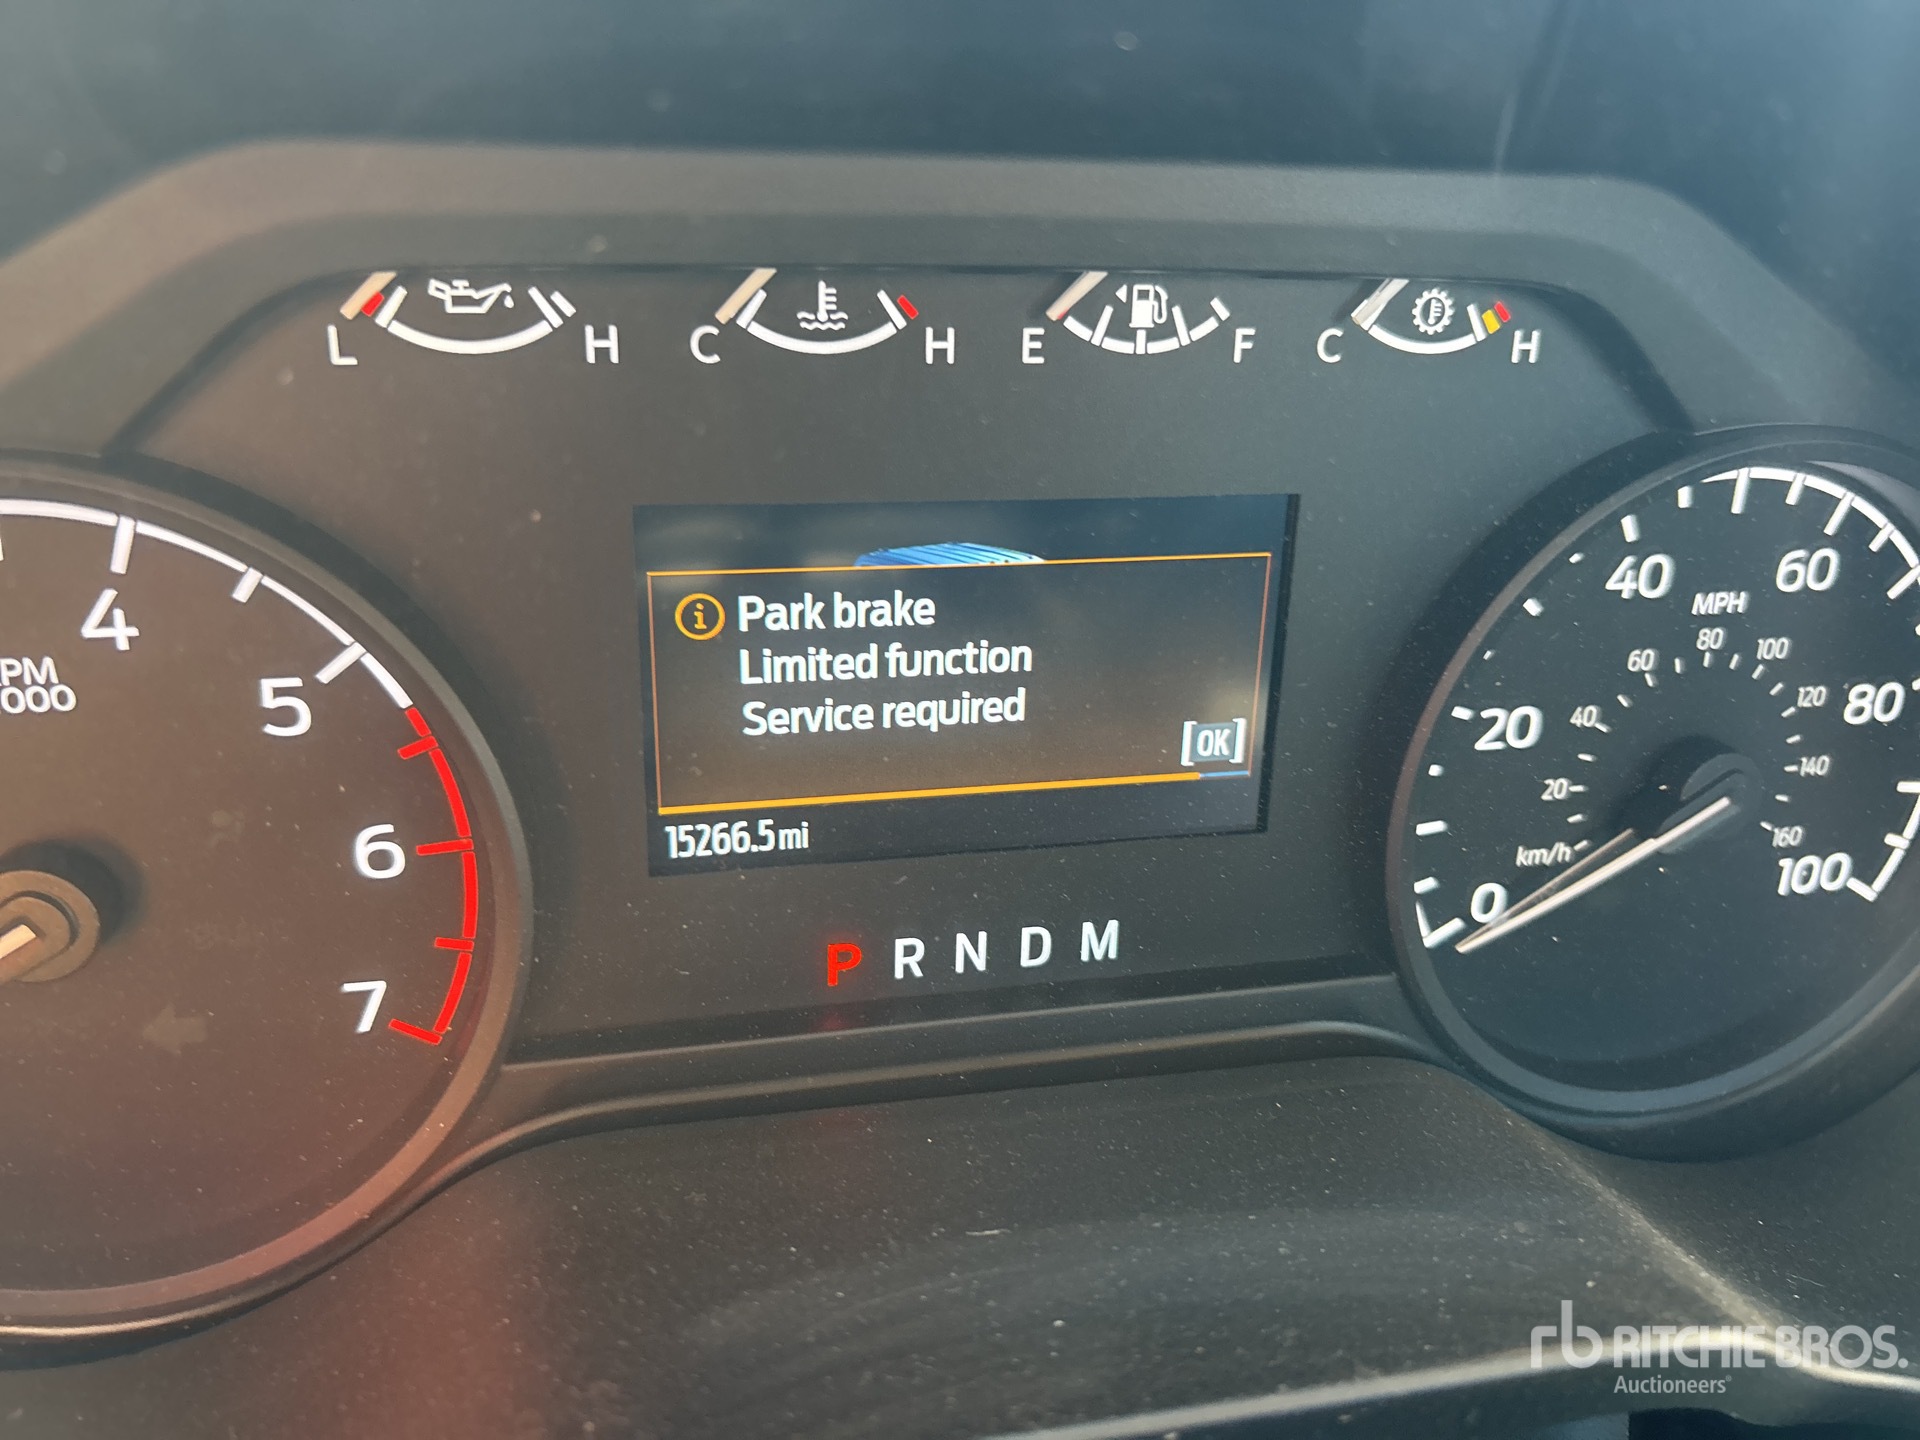 L H C H E F C H
4
5
6
7
PM
000
Park brake
Limited function
Service required
[OK]
15266.5 mi
P R N D M
0 20 40 60 80 100
MPH
20 40 60 80 100 120 140 160
km/h
rb RITCHIE BROS.
Auctioneers